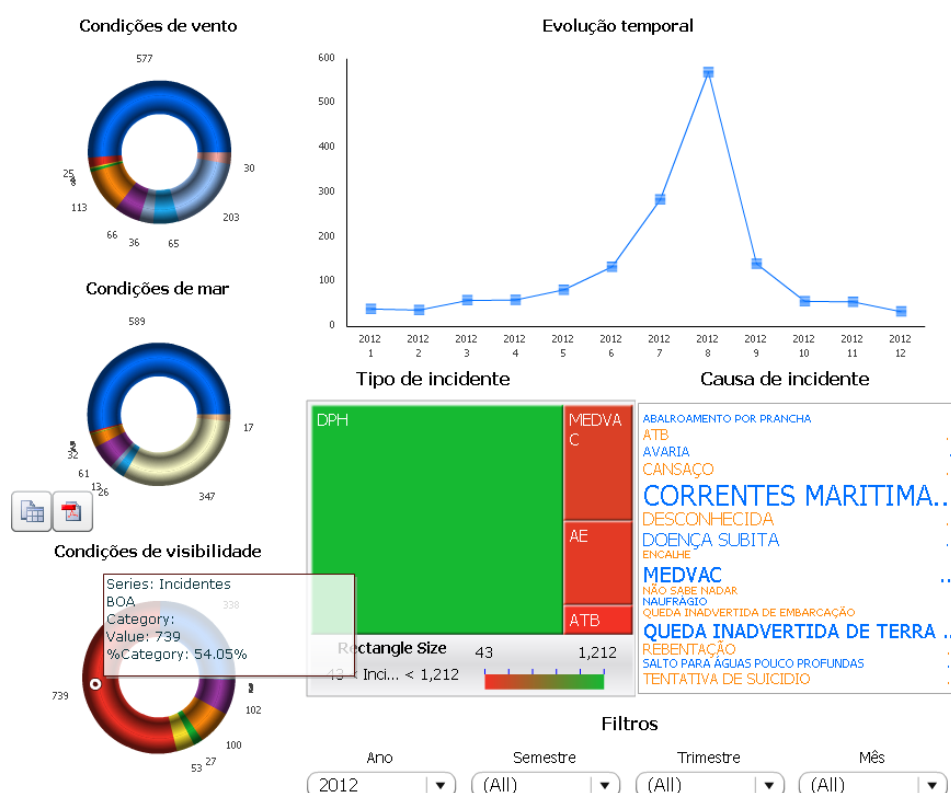 Condições de vento
577
25
30
113
203
66
36
65
Evolução temporal
600
500
400
300
200
100
0
2012 2012 2012 2012 2012 2012 2012 2012 2012 2012 2012 2012
1 2 3 4 5 6 7 8 9 10 11 12
Condições de mar
589
17
32
61
13
26
347
Condições de visibilidade
Series: Incidentes
BOA
Category:
Value: 739
%Category: 54.05%
338
739
102
100
27
53
Tipo de incidente
DPH
MEDVA
C
AE
ATB
Rectangle Size
43 1,212
43 < Inci... < 1,212
Causa de incidente
ABALROAMENTO POR PRANCHA
ATB
AVARIA
CANSAÇO
CORRENTES MARITIMA...
DESCONHECIDA
DOENÇA SUBITA
ENCALHE
MEDVAC
NÃO SABE NADAR
NAUFRÁGIO
QUEDA INADVERTIDA DE EMBARCAÇÃO
QUEDA INADVERTIDA DE TERRA ...
REBENTAÇÃO
SALTO PARA ÁGUAS POUCO PROFUNDAS
TENTATIVA DE SUICIDIO
Filtros
Ano Semestre Trimestre Mês
2012 (All) (All) (All)